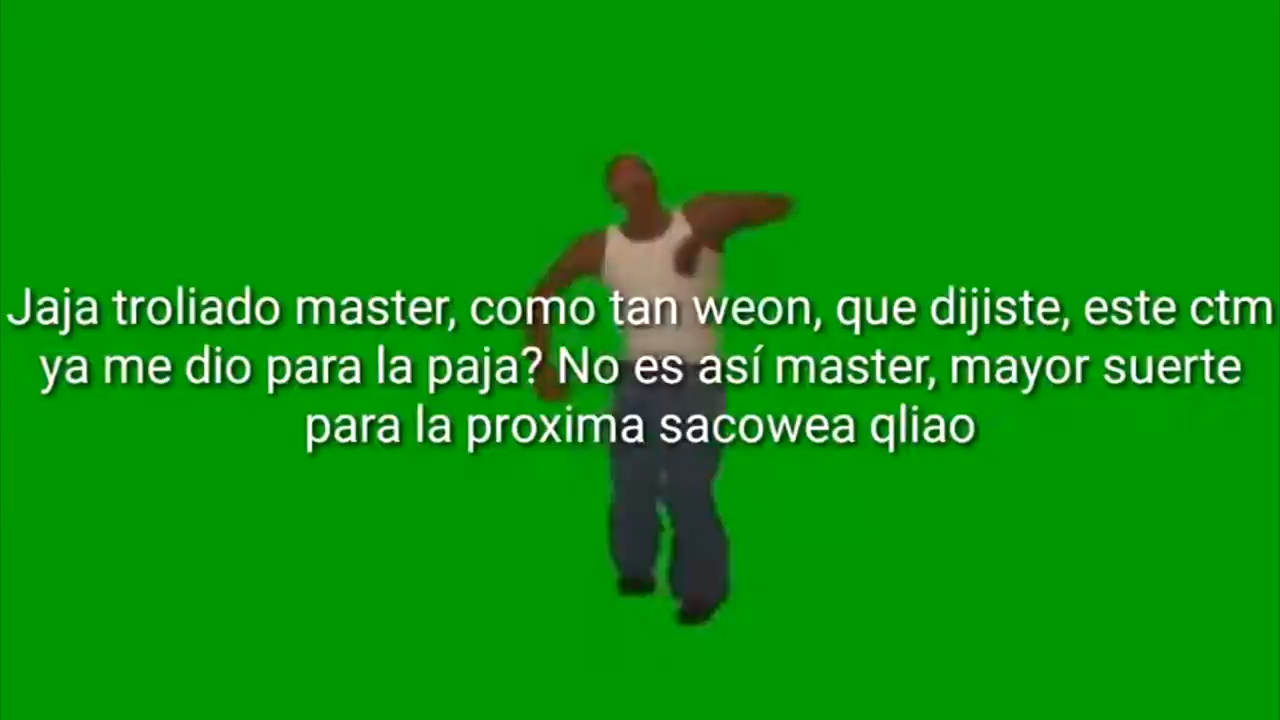 Jaja troliado master, como tan weon, que dijiste, este ctm
ya me dio para la paja? No es así master, mayor suerte
para la proxima sacowea qliao